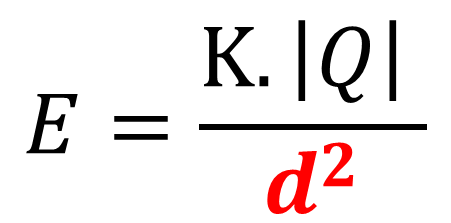 E = K.|Q|
d²